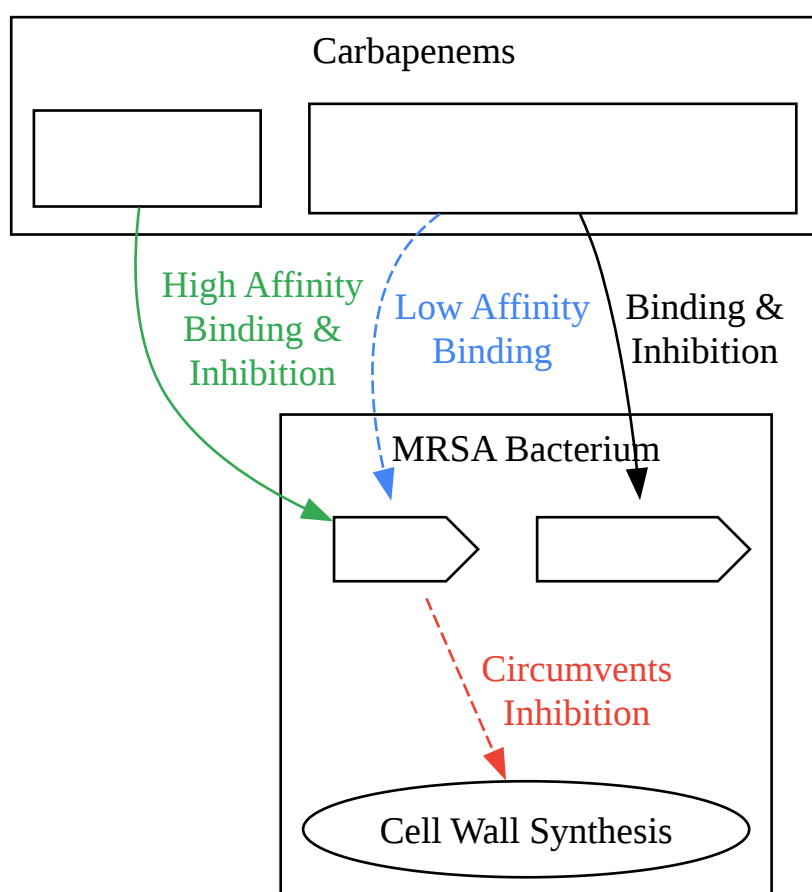 Carbapenems
High Affinity
Binding &
Inhibition
Low Affinity
Binding
Binding &
Inhibition
MRSA Bacterium
Circumvents
Inhibition
Cell Wall Synthesis